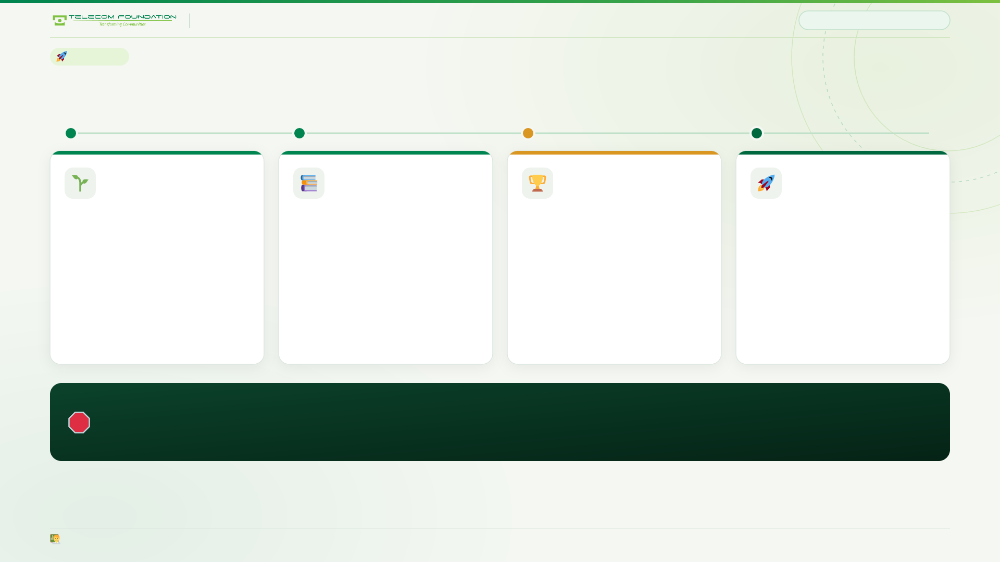 TELECOM FOUNDATION
Transforming Communities